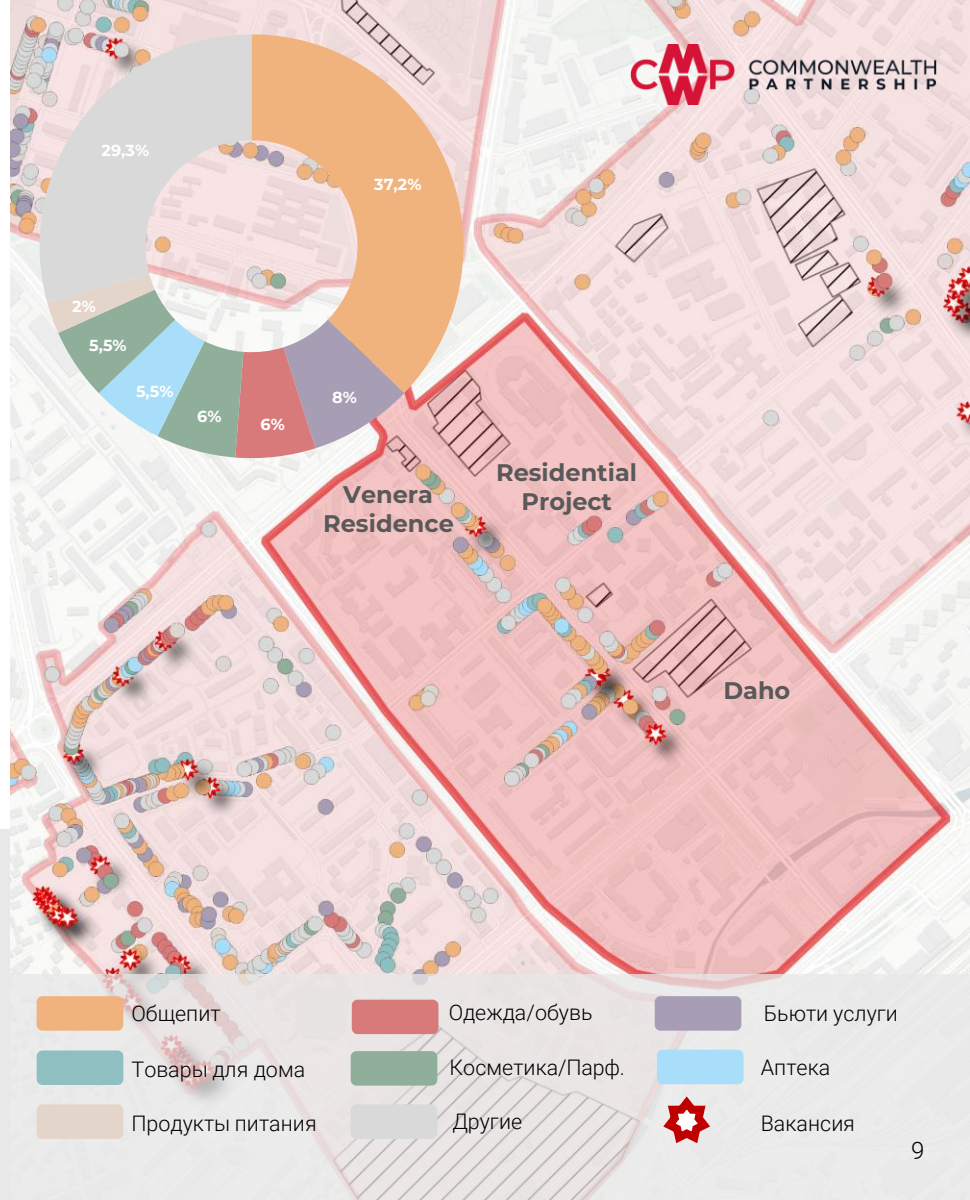 CMWP
COMMONWEALTH
PARTNERSHIP
29,3%
37,2%
2%
5,5%
5,5%
6%
6%
8%
Venera
Residence
Residential
Project
Daho
Общепит
Одежда/обувь
Бьюти услуги
Товары для дома
Косметика/Парф.
Аптека
Продукты питания
Другие
Вакансия
9